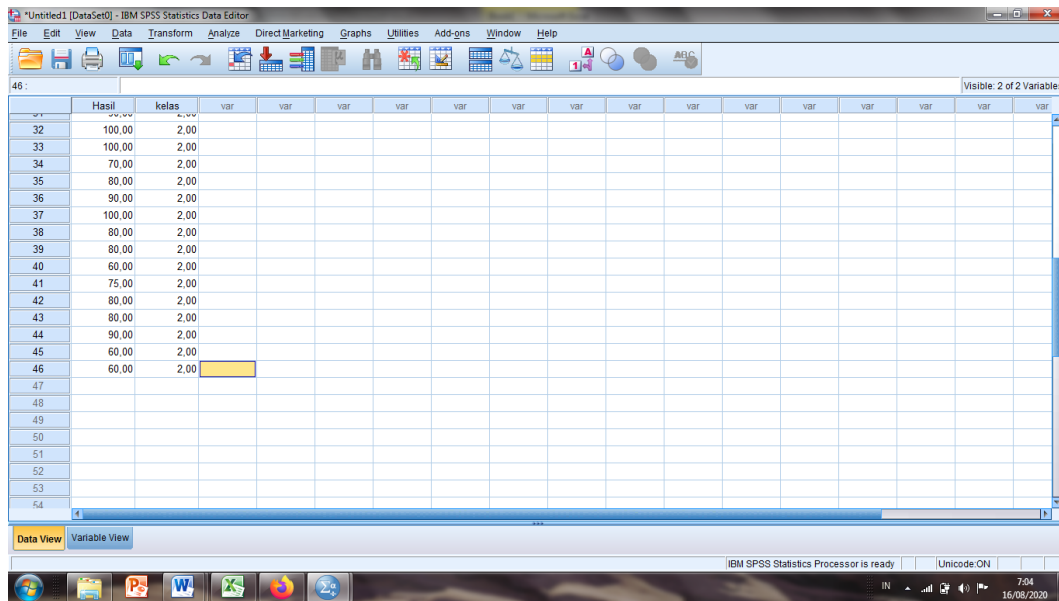 *Untitled1 [DataSet0] - IBM SPSS Statistics Data Editor
File Edit View Data Transform Analyze Direct Marketing Graphs Utilities Add-ons Window Help
46 : Visible: 2 of 2 Variables
Hasil kelas var var var var var var var var var var var var var var var
32 100,00 2,00
33 100,00 2,00
34 70,00 2,00
35 80,00 2,00
36 90,00 2,00
37 100,00 2,00
38 80,00 2,00
39 80,00 2,00
40 60,00 2,00
41 75,00 2,00
42 80,00 2,00
43 80,00 2,00
44 90,00 2,00
45 60,00 2,00
46 60,00 2,00
47
48
49
50
51
52
53
54
Data View Variable View
IBM SPSS Statistics Processor is ready Unicode:ON
IN 7:04
16/08/2020